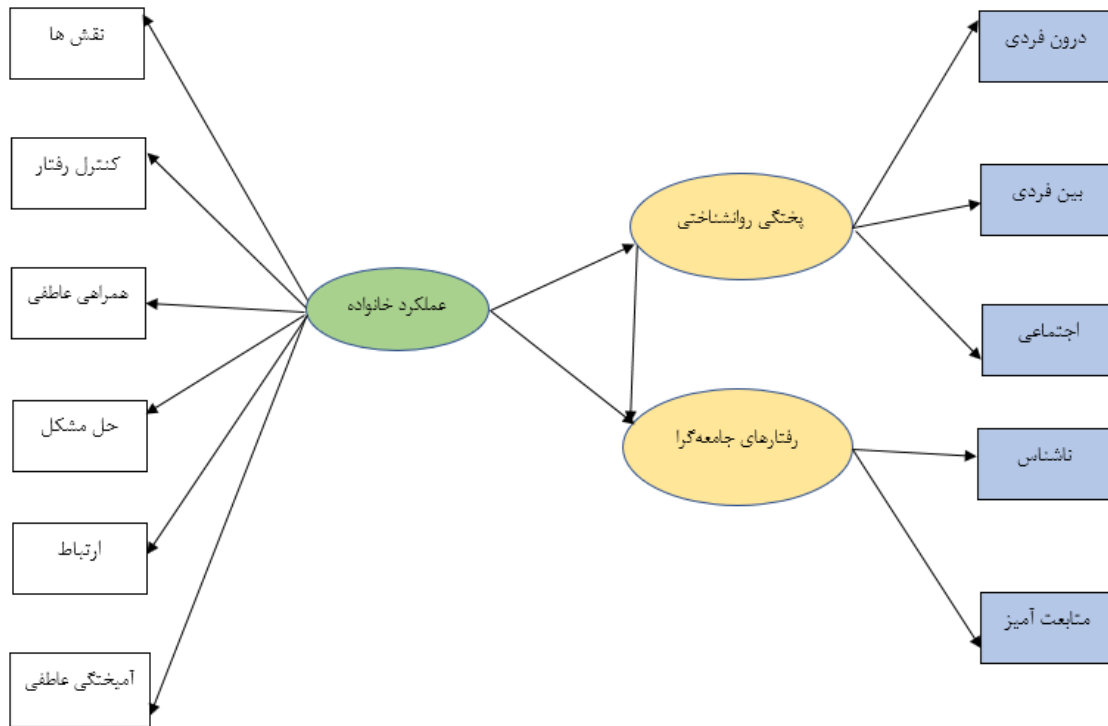 نقش ها
کنترل رفتار
همراهی عاطفی
حل مشکل
ارتباط
آمیختگی عاطفی
عملکرد خانواده
پختگی روانشناختی
رفتارهای جامعه‌گرا
درون فردی
بین فردی
اجتماعی
ناشناس
متابعت آمیز